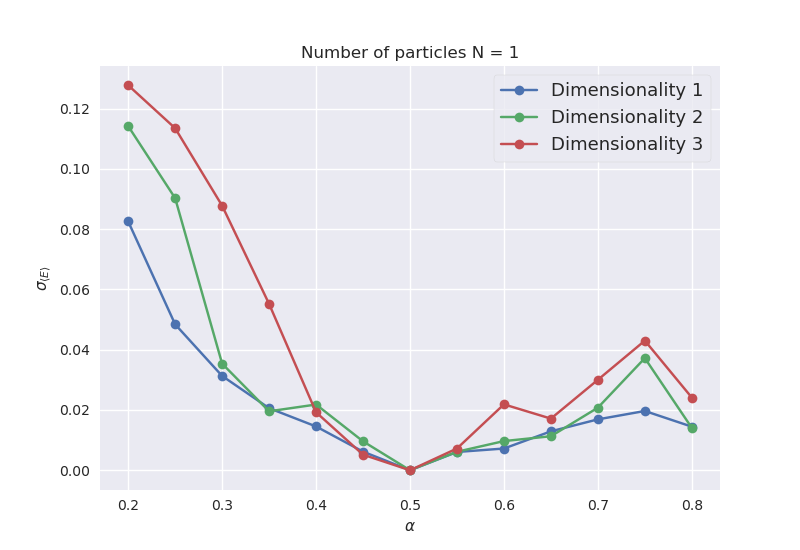 Number of particles N = 1
Dimensionality 1
Dimensionality 2
Dimensionality 3
0.12
0.10
0.08
0.06
0.04
0.02
0.00
σ⟨E⟩
0.2 0.3 0.4 0.5 0.6 0.7 0.8
α